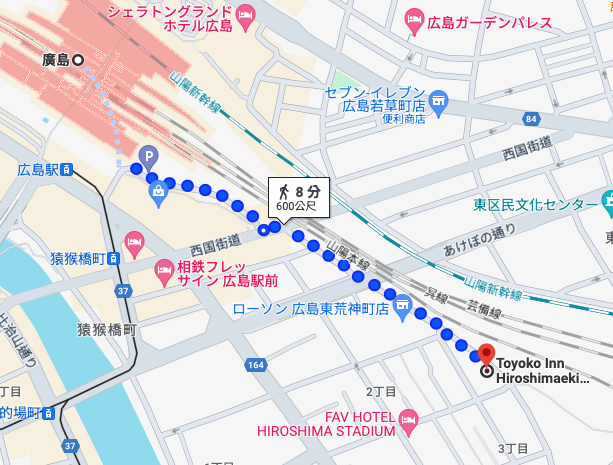 シェラトングランド
ホテル広島
広島ガーデンパレス
廣島
山陽新幹線
セブン-イレブン
広島若草町店
便利商店
84
西国街道
P
広島駅
8 分
600公尺
東区民文化センター
西国街道
あけぼの通り
猿猴橋町
山陽本線
相鉄フレッ
サイン 広島駅前
山陽新幹線
37
呉線
芸備線
ローソン 広島東荒神町店
猿猴橋町
比治山通り
164
Toyoko Inn
Hiroshimaeki...
丁目
2丁目
的場町
FAV HOTEL
HIROSHIMA STADIUM
37
3丁目